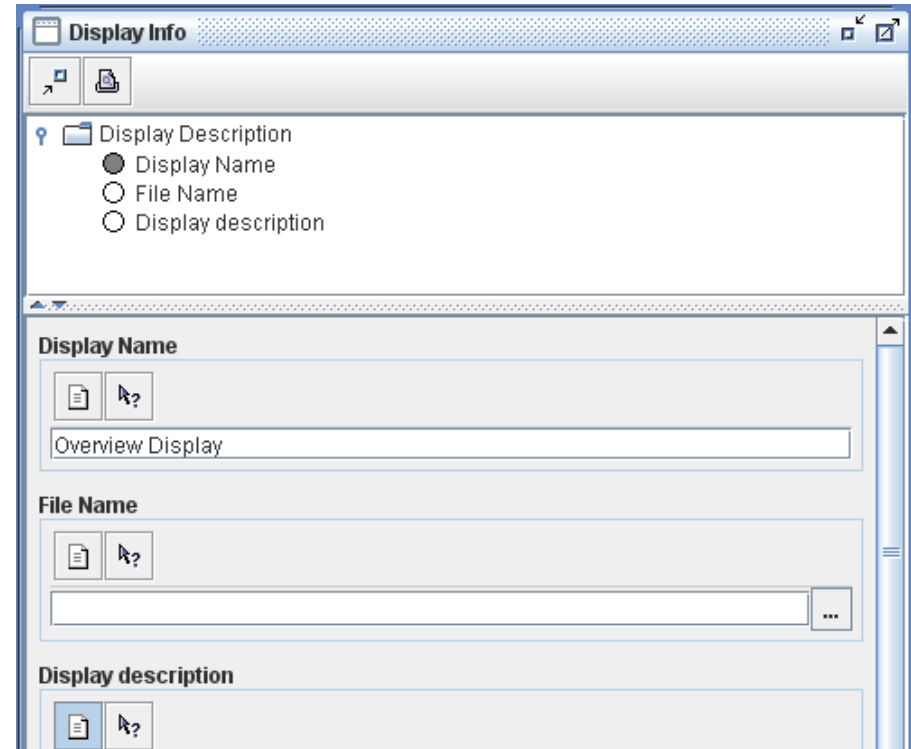 Display Info
Display Description
Display Name
File Name
Display description
Display Name
Overview Display
File Name
...
Display description